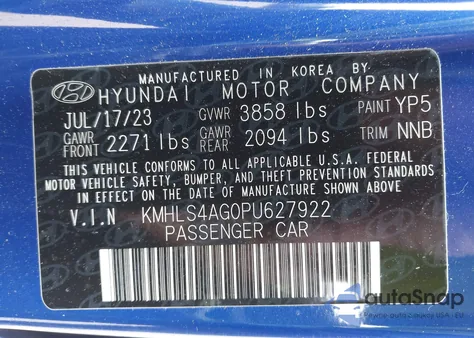 MANUFACTURED IN KOREA BY:
HYUNDAI MOTOR COMPANY
JUL/17/23 GVWR 3858 lbs PAINT YP5
GAWR FRONT 2271 lbs GAWR REAR 2094 lbs TRIM NNB
THIS VEHICLE CONFORMS TO ALL APPLICABLE U.S.A. FEDERAL
MOTOR VEHICLE SAFETY, BUMPER, AND THEFT PREVENTION STANDARDS
IN EFFECT ON THE DATE OF MANUFACTURE SHOWN ABOVE.
V.I.N KMHLS4AG0PU627922
PASSENGER CAR
autoSnap